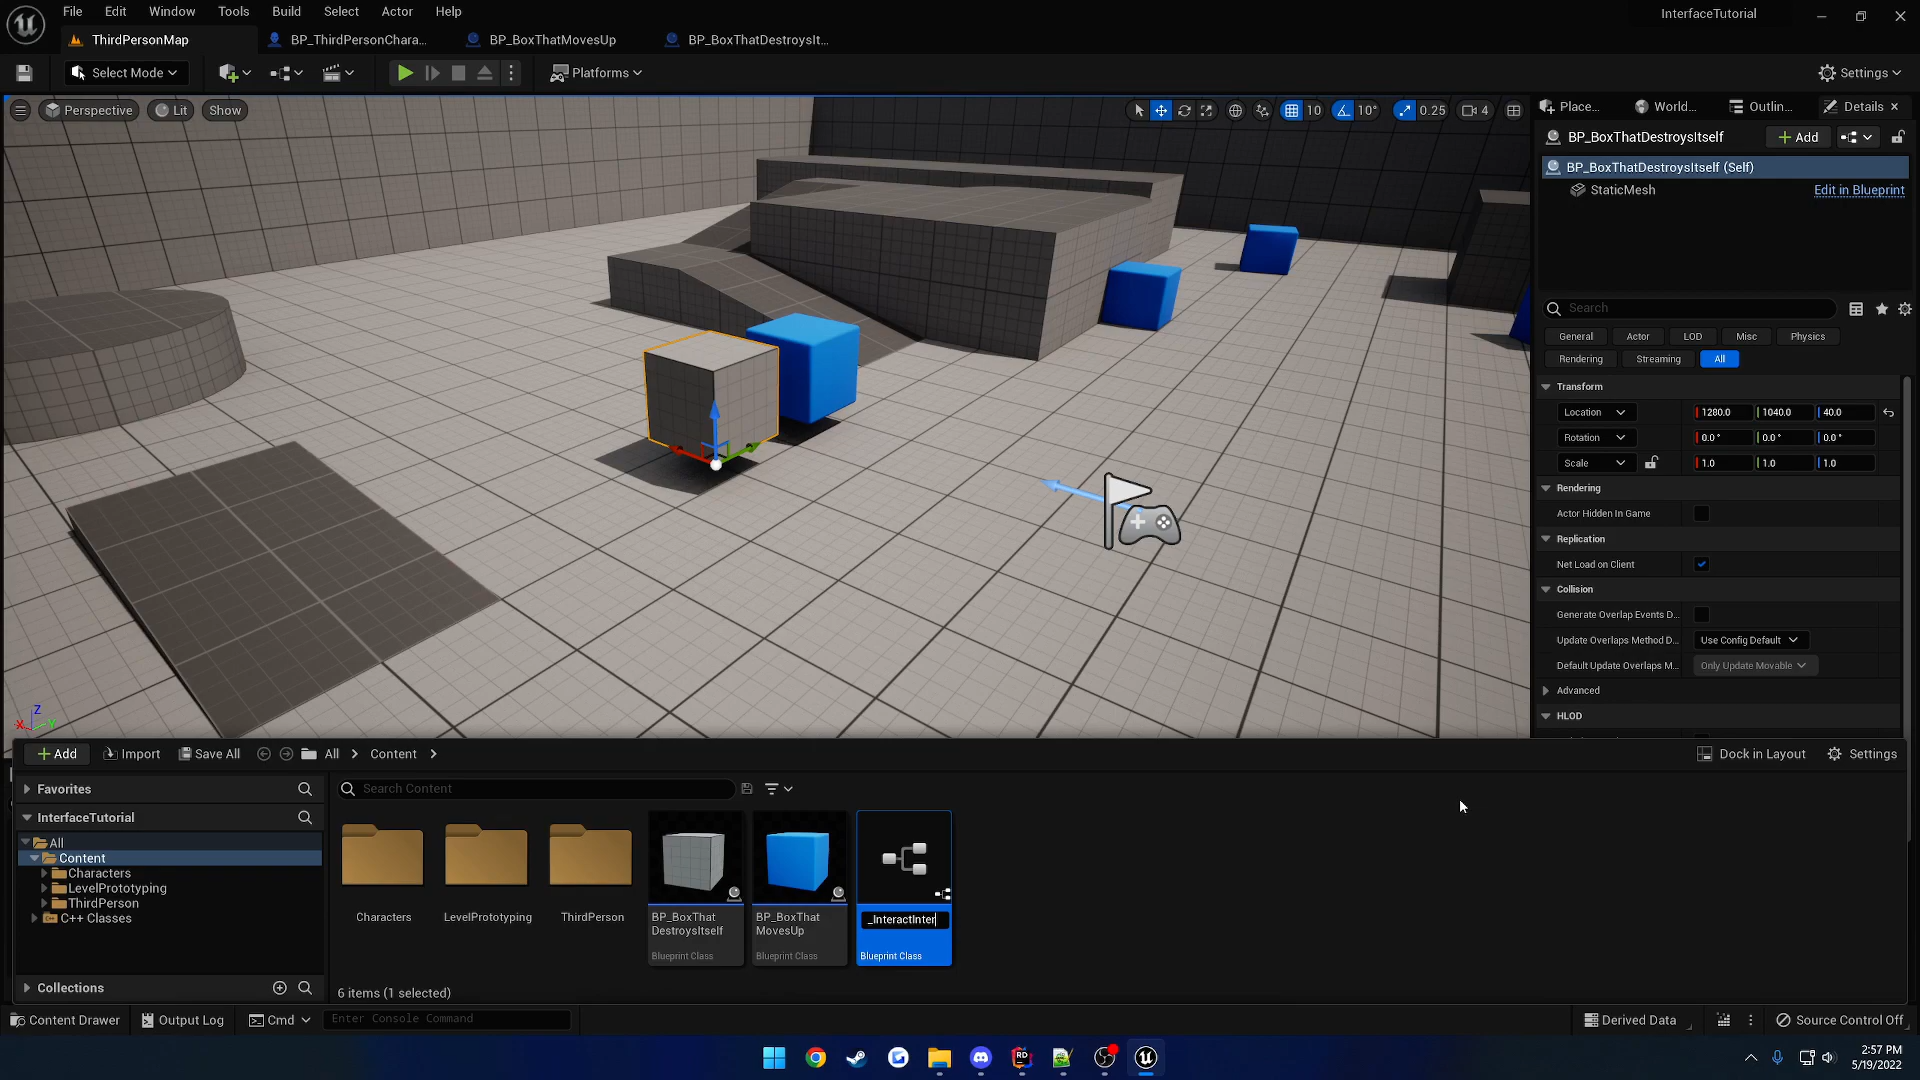 File Edit Window Tools Build Select Actor Help
InterfaceTutorial
ThirdPersonMap
BP_ThirdPersonChara...
BP_BoxThatMovesUp
BP_BoxThatDestroysIt...
Select Mode
Platforms
Settings
Perspective
Lit
Show
10
10°
0.25
4
Place...
World...
Outlin...
Details
BP_BoxThatDestroysItself
Add
BP_BoxThatDestroysItself (Self)
StaticMesh
Edit in Blueprint
Search
General Actor LOD Misc Physics
Rendering Streaming All
Transform
Location 1280.0 1040.0 40.0
Rotation 0.0° 0.0° 0.0°
Scale 1.0 1.0 1.0
Rendering
Actor Hidden In Game
Replication
Net Load on Client
Collision
Generate Overlap Events D...
Update Overlaps Method D... Use Config Default
Default Update Overlaps M... Only Update Movable
Advanced
HLOD
Z
X
Y
Add Import Save All All Content
Dock in Layout Settings
Favorites
InterfaceTutorial
All
Content
Characters
LevelPrototyping
ThirdPerson
C++ Classes
Collections
Search Content
Characters
LevelPrototyping
ThirdPerson
BP_BoxThat
DestroysItself
Blueprint Class
BP_BoxThat
MovesUp
Blueprint Class
_InteractInter
Blueprint Class
6 items (1 selected)
Content Drawer Output Log Cmd Enter Console Command
Derived Data Source Control Off
RD
2:57 PM
5/19/2022